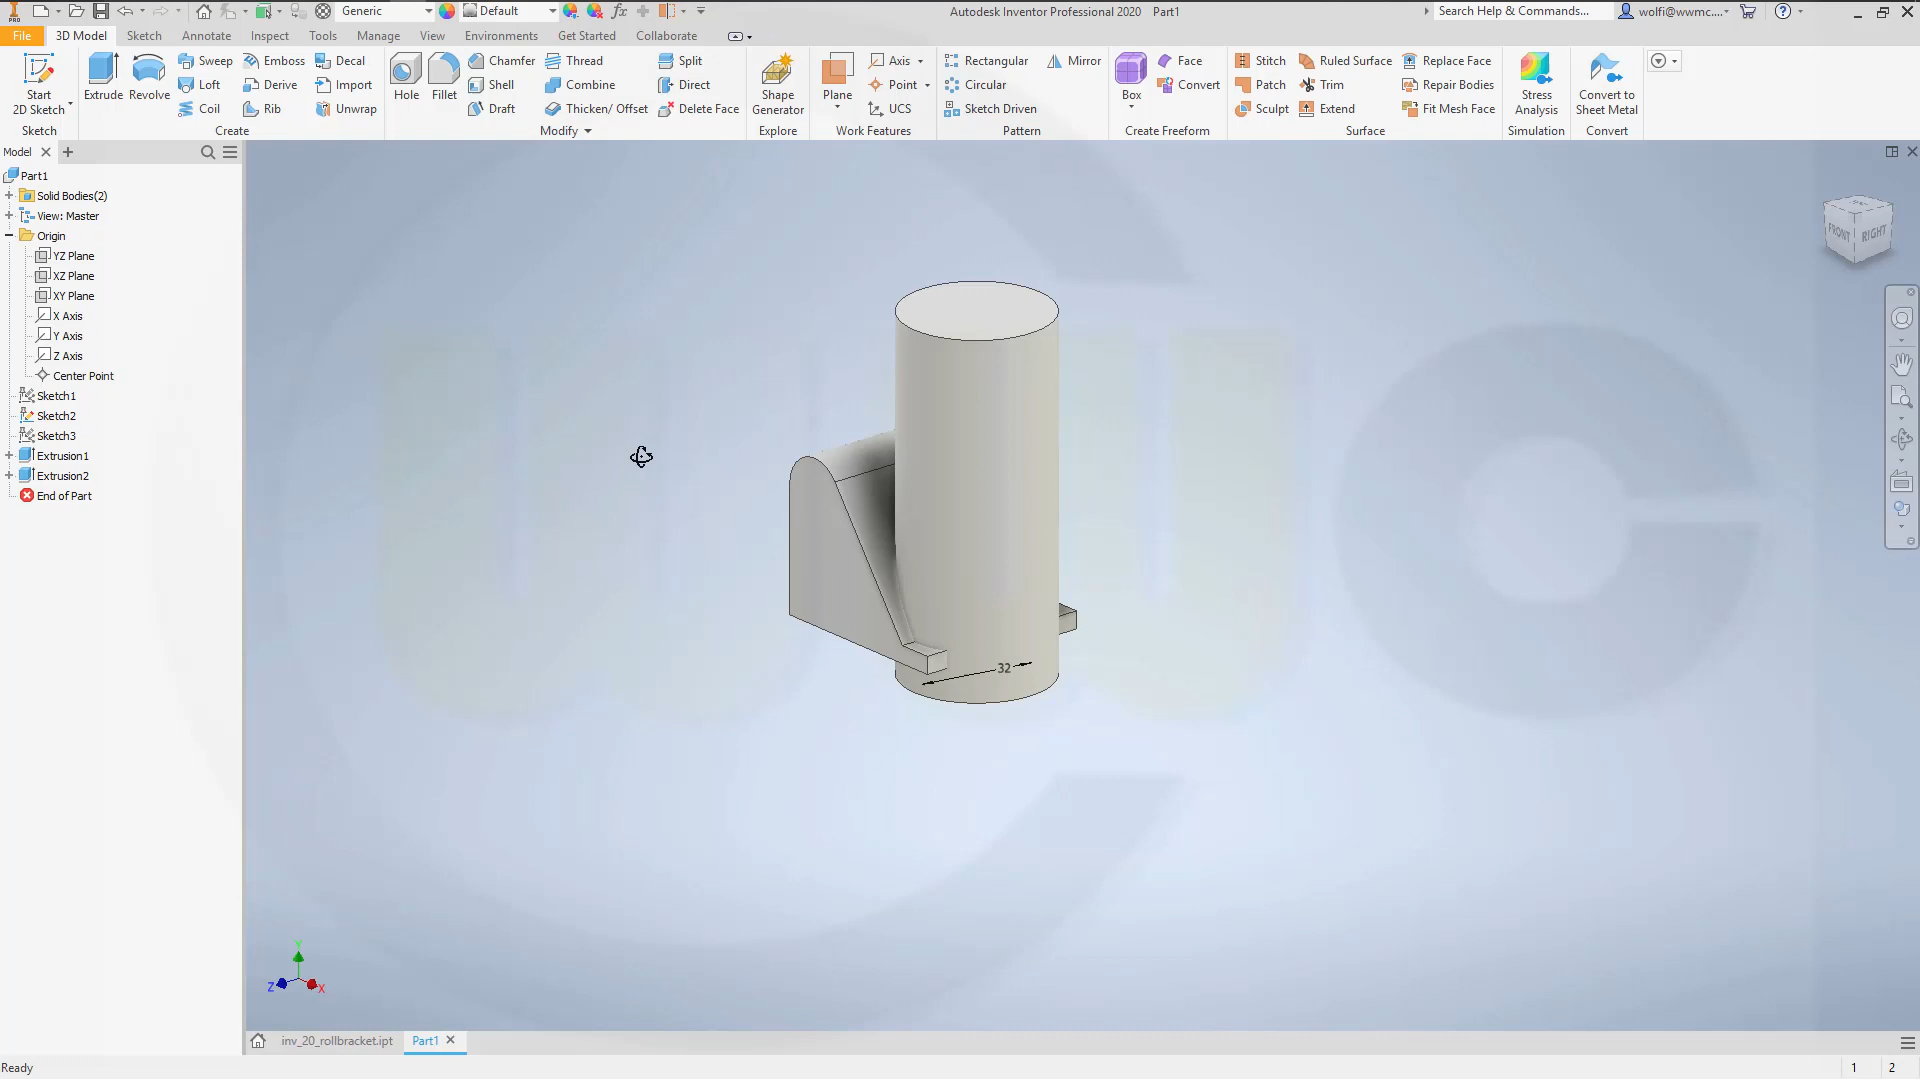 PRO Generic Default fx Autodesk Inventor Professional 2020 Part1 Search Help & Commands... wolfi@wwmc....
File 3D Model Sketch Annotate Inspect Tools Manage View Environments Get Started Collaborate
Start 2D Sketch Extrude Revolve Sweep Loft Coil Emboss Derive Rib Decal Import Unwrap Hole Fillet Chamfer Shell Draft Thread Combine Thicken/ Offset Split Direct Delete Face Shape Generator Plane Axis Point UCS Rectangular Circular Sketch Driven Mirror Box Face Convert Stitch Patch Sculpt Ruled Surface Trim Extend Replace Face Repair Bodies Fit Mesh Face Stress Analysis Convert to Sheet Metal
Sketch Create Modify Explore Work Features Pattern Create Freeform Surface Simulation Convert
Model
Part1
Solid Bodies(2)
View: Master
Origin
YZ Plane
XZ Plane
XY Plane
X Axis
Y Axis
Z Axis
Center Point
Sketch1
Sketch2
Sketch3
Extrusion1
Extrusion2
End of Part
FRONT RIGHT
32
Y
Z X
inv_20_rollbracket.ipt Part1
Ready 1 2